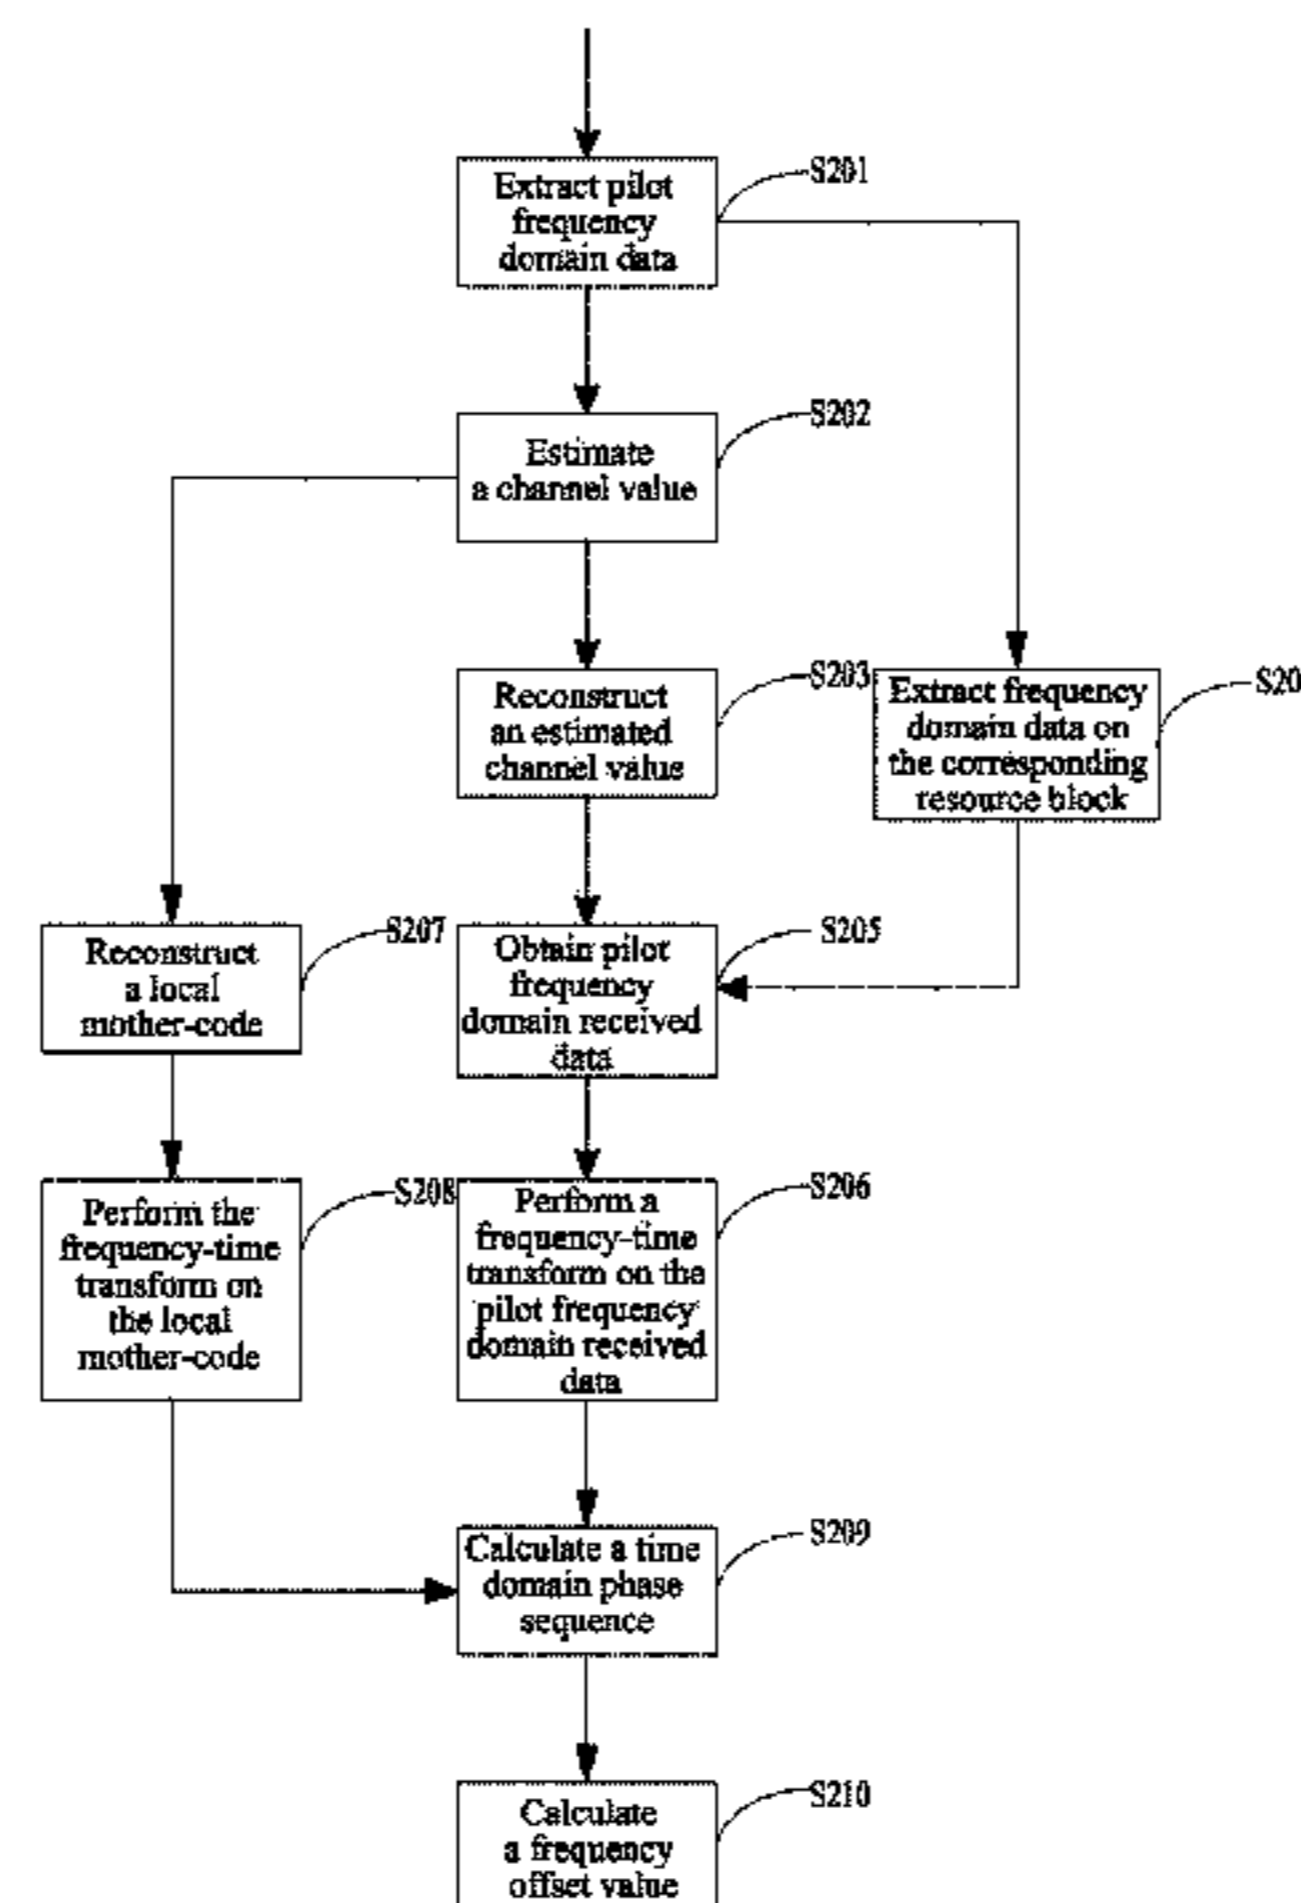 S201
Extract pilot
frequency
domain data
S202
Estimate
a channel value
S203
Reconstruct
an estimated
channel value
S20
Extract frequency
domain data on
the corresponding
resource block
S207
Reconstruct
a local
mother-code
S205
Obtain pilot
frequency
domain received
data
S208
Perform the
frequency-time
transform on
the local
mother-code
S206
Perform a
frequency-time
transform on the
pilot frequency
domain received
data
S209
Calculate a time
domain phase
sequence
S210
Calculate
a frequency
offset value